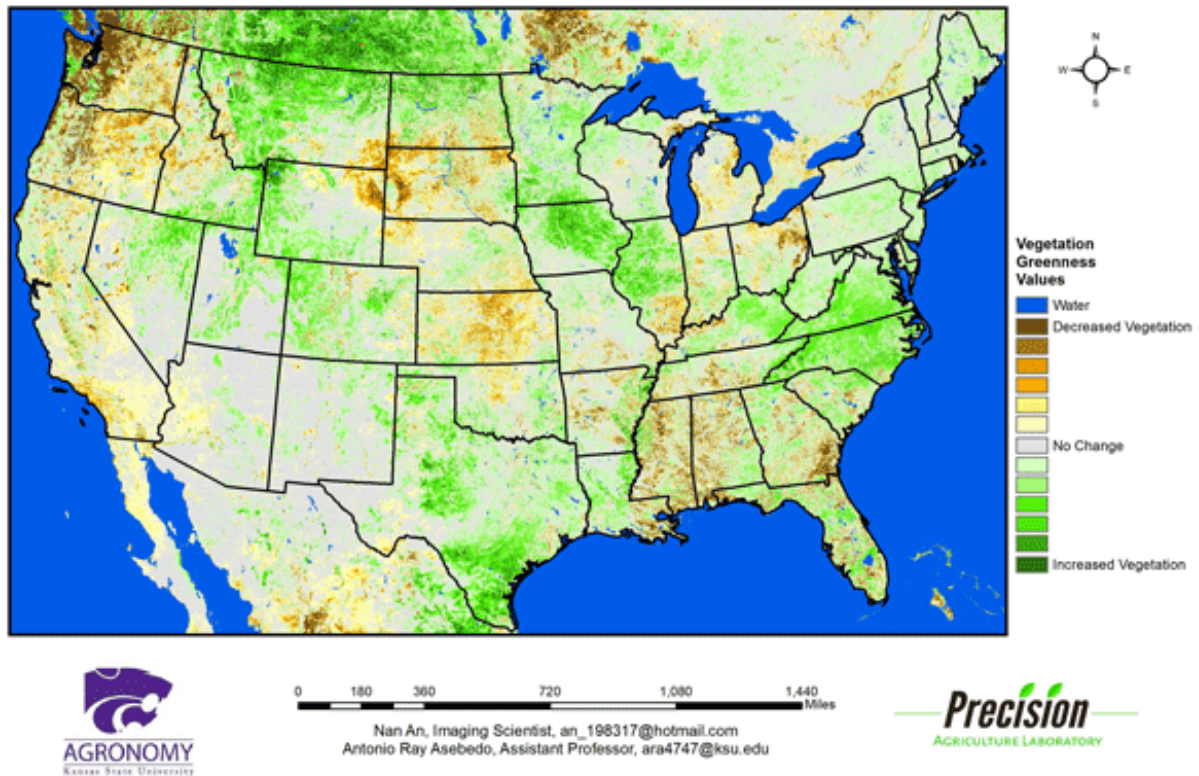 N
W E
S
Vegetation
Greenness
Values
Water
Decreased Vegetation
No Change
Increased Vegetation
0 180 360 720 1,080 1,440
Miles
Nan An, Imaging Scientist, an_198317@hotmail.com
Antonio Ray Asebedo, Assistant Professor, ara4747@ksu.edu
AGRONOMY
Kansas State University
Precision
AGRICULTURE LABORATORY